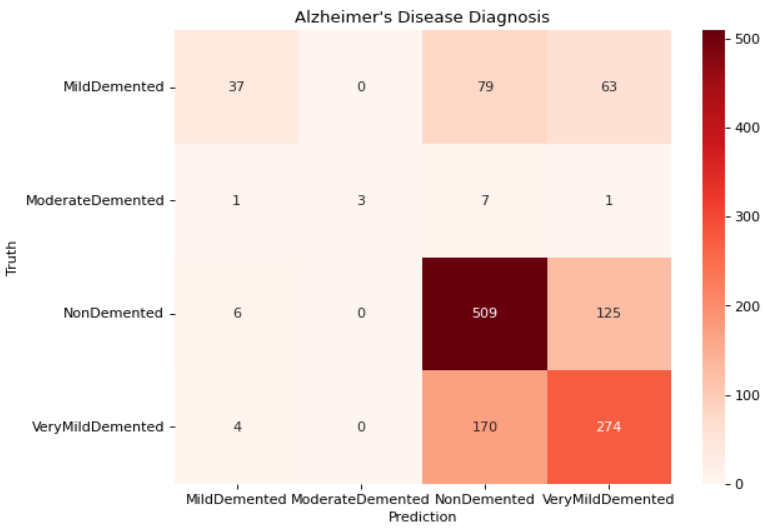 Alzheimer's Disease Diagnosis
MildDemented 37 0 79 63
ModerateDemented 1 3 7 1
NonDemented 6 0 509 125
VeryMildDemented 4 0 170 274
MildDemented ModerateDemented NonDemented VeryMildDemented
Prediction
Truth
500
400
300
200
100
0